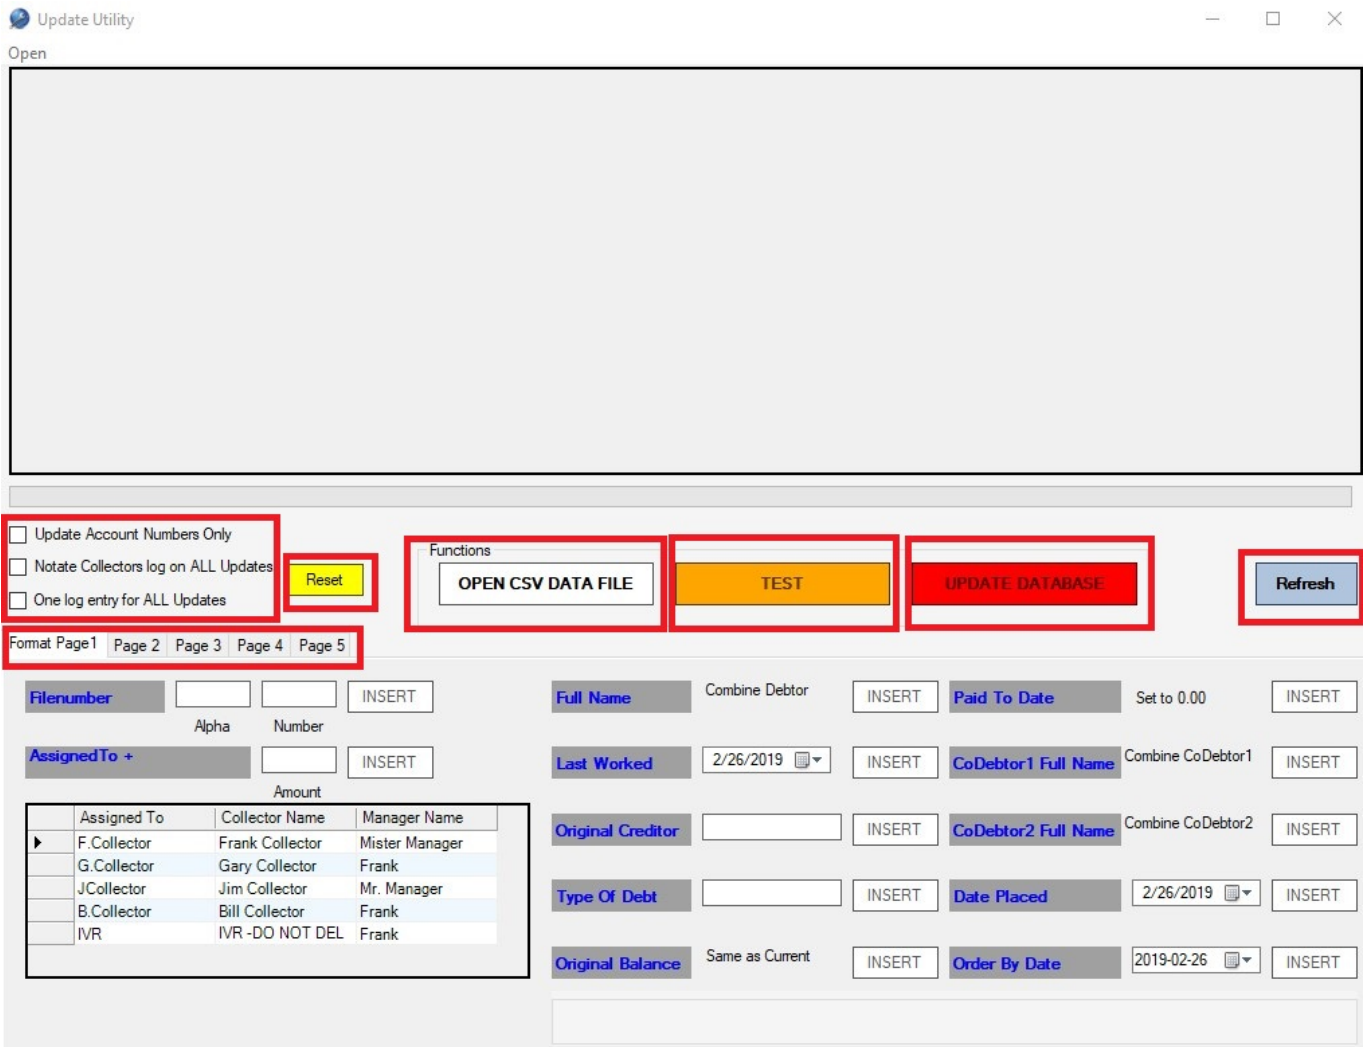 Update Utility
Open
Update Account Numbers Only
Notate Collectors log on ALL Updates
One log entry for ALL Updates
Reset
Functions
OPEN CSV DATA FILE
TEST
UPDATE DATABASE
Refresh
Format Page1 Page 2 Page 3 Page 4 Page 5
Filenumber INSERT
Alpha Number
AssignedTo + INSERT
Amount
Assigned To Collector Name Manager Name
F.Collector Frank Collector Mister Manager
G.Collector Gary Collector Frank
JCollector Jim Collector Mr. Manager
B.Collector Bill Collector Frank
IVR IVR -DO NOT DEL Frank
Full Name Combine Debtor INSERT
Last Worked 2/26/2019 INSERT
Original Creditor INSERT
Type Of Debt INSERT
Original Balance Same as Current INSERT
Paid To Date Set to 0.00 INSERT
CoDebtor1 Full Name Combine CoDebtor1 INSERT
CoDebtor2 Full Name Combine CoDebtor2 INSERT
Date Placed 2/26/2019 INSERT
Order By Date 2019-02-26 INSERT